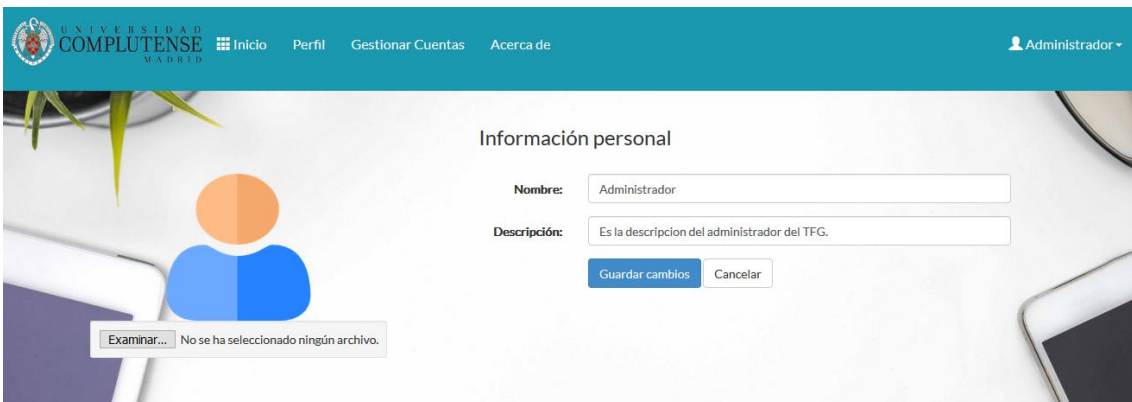 UNIVERSIDAD
COMPLUTENSE
MADRID
Inicio Perfil Gestionar Cuentas Acerca de Administrador
Información personal
Nombre: Administrador
Descripción: Es la descripcion del administrador del TFG.
Guardar cambios Cancelar
Examinar... No se ha seleccionado ningún archivo.